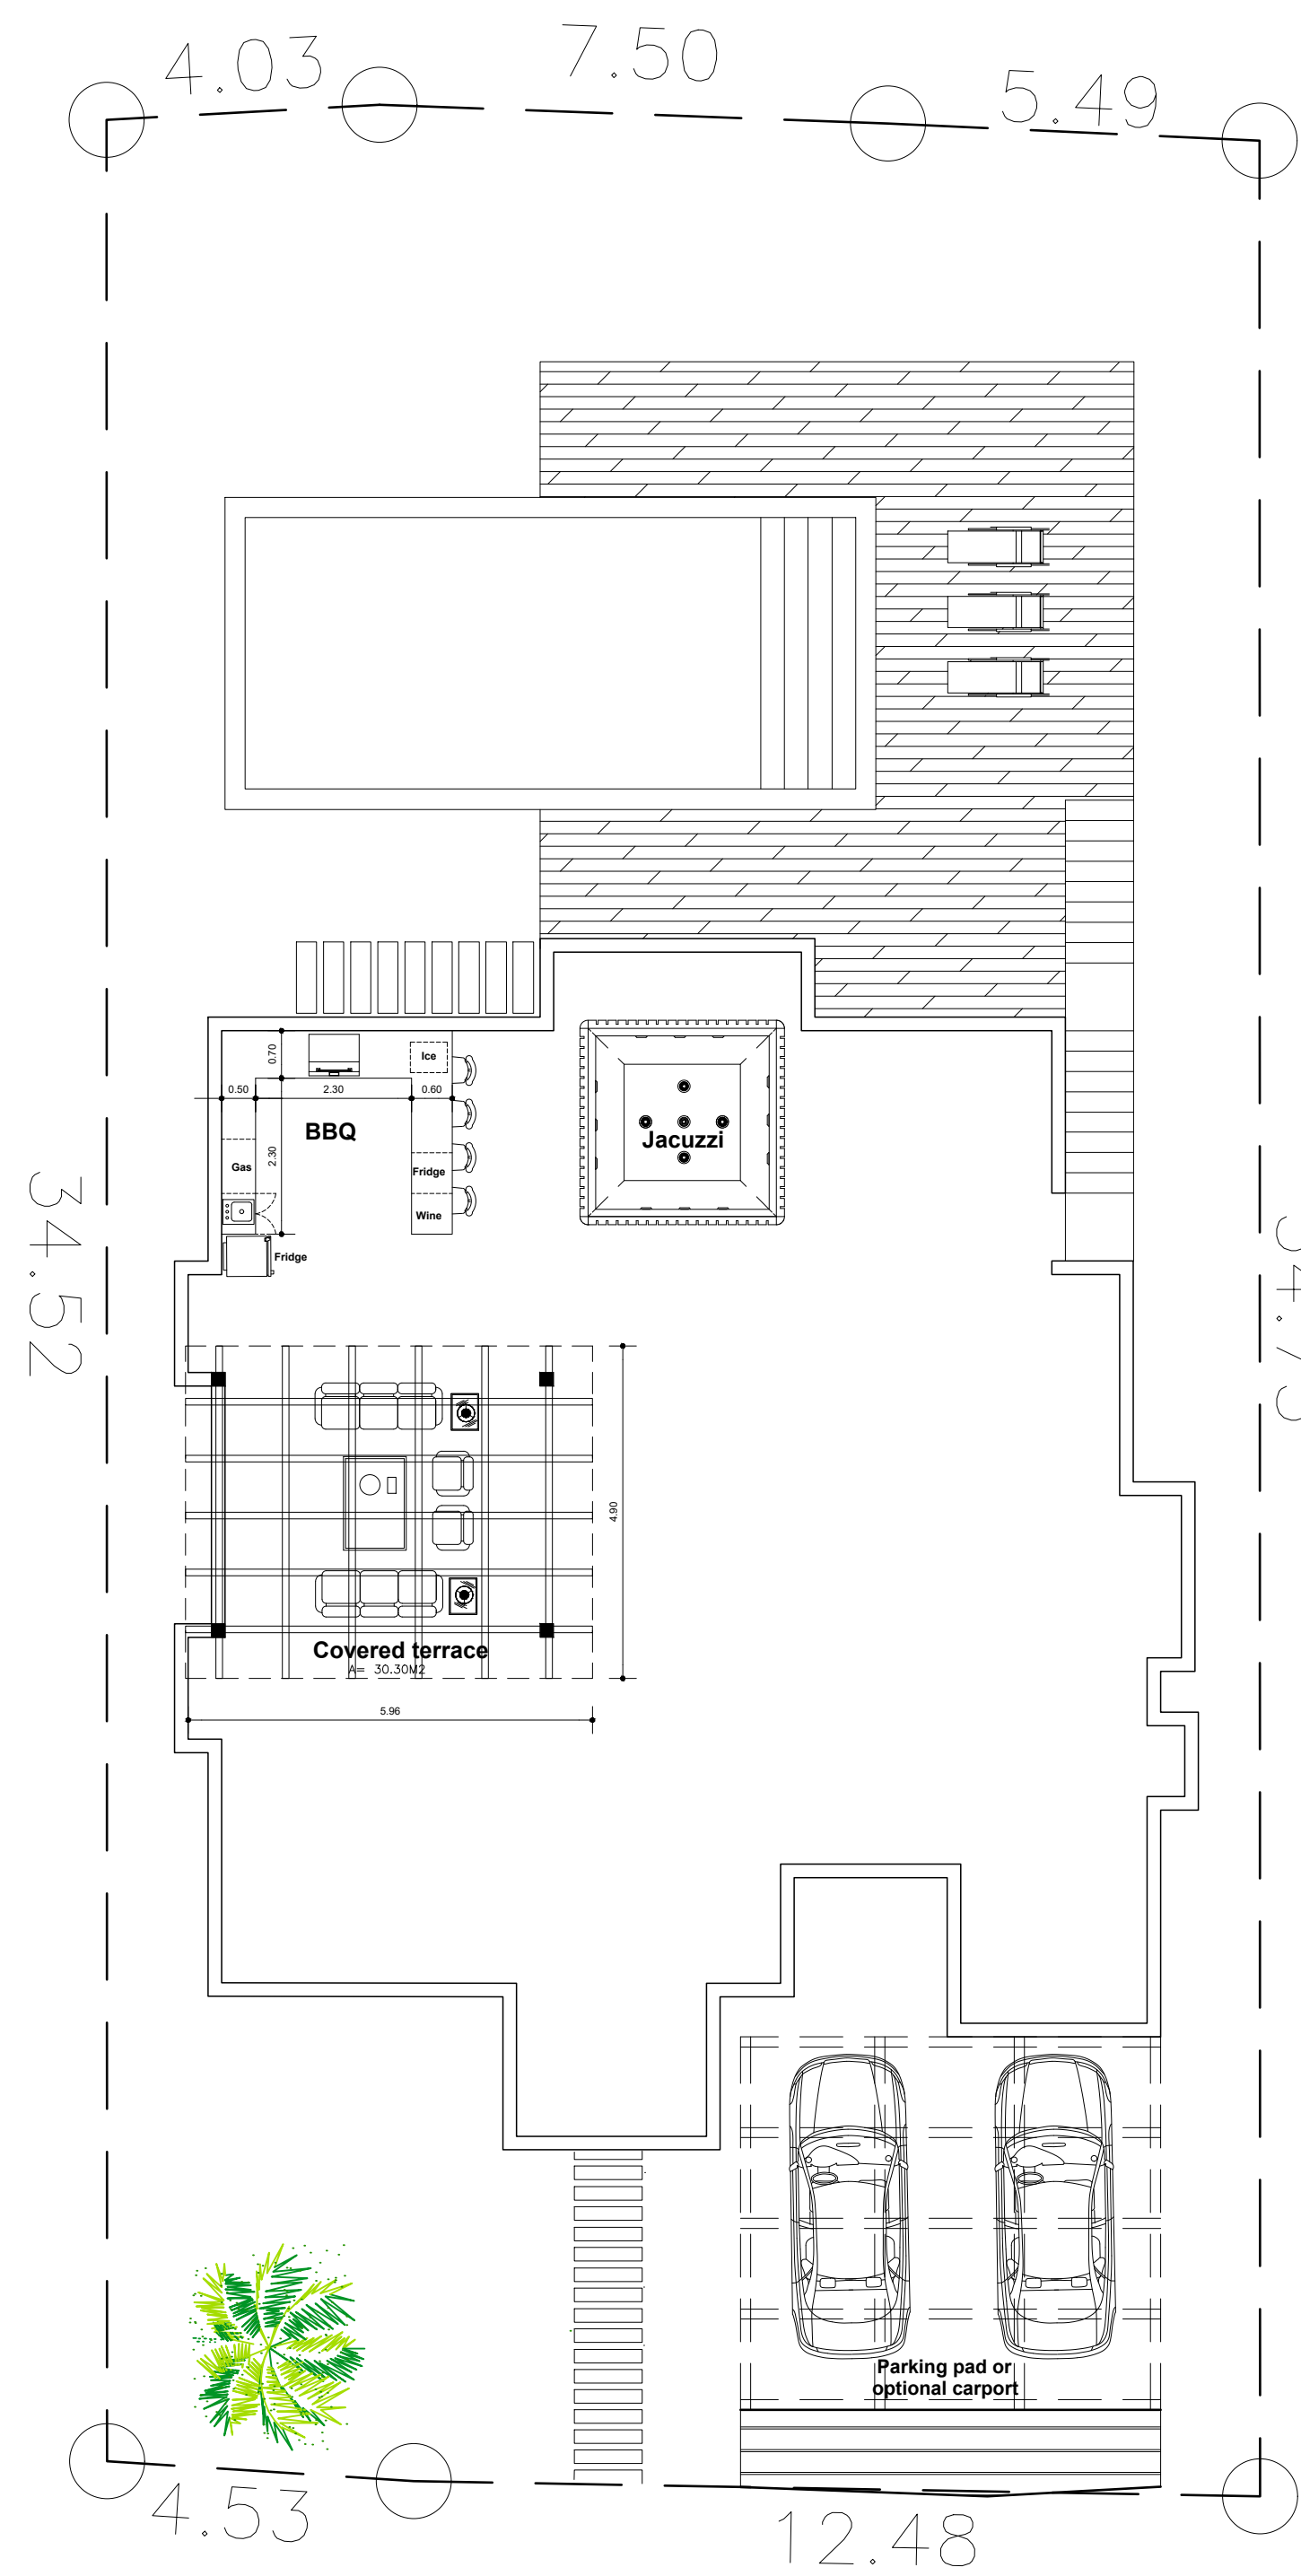 4.03
7.50
5.49
0.70
Ice
0.50
2.30
0.60
BBQ
Jacuzzi
2.30
Gas
Fridge
Wine
Fridge
34.52
4.90
Covered terrace
A= 30.30M2
5.96
Parking pad or
optional carport
4.53
12.48